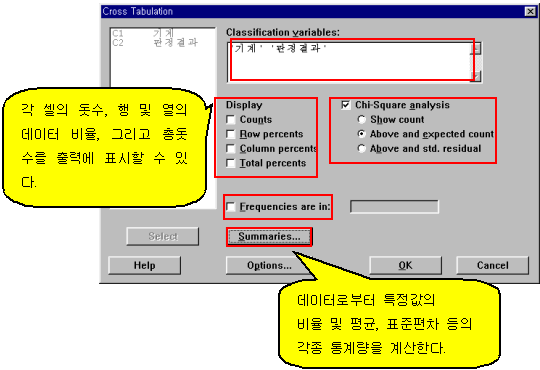 Cross Tabulation
C1 기계
C2 판정결과
Classification variables:
'기계' '판정결과'
각 셀의 돗수, 행 및 열의
데이터 비율, 그리고 총돗
수를 출력에 표시할 수 있
다.
Display
Counts
Row percents
Column percents
Total percents
Chi-Square analysis
Show count
Above and expected count
Above and std. residual
Frequencies are in:
Select
Summaries...
Help
Options...
OK
Cancel
데이터로부터 특정값의
비율 및 평균, 표준편차 등의
각종 통계량을 계산한다.